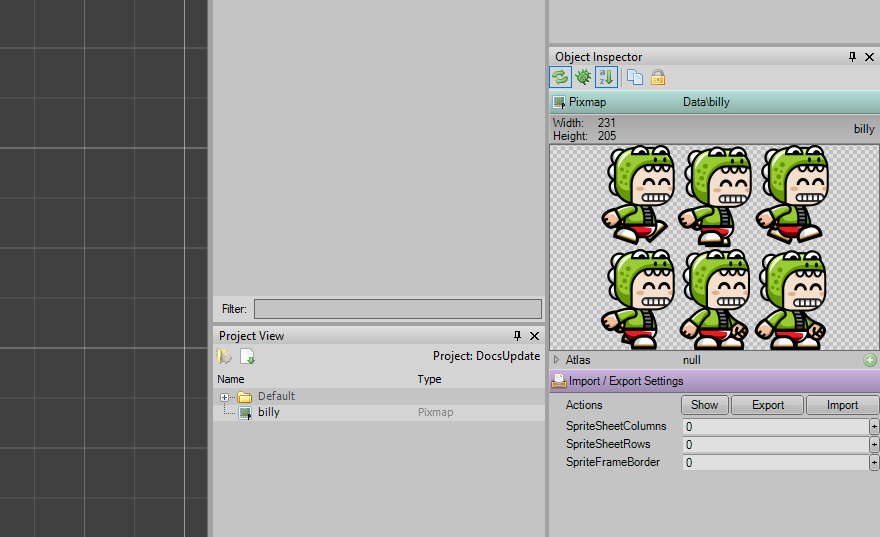 Filter:
Project View
Project: DocsUpdate
Name Type
Default
billy Pixmap
Object Inspector
Pixmap Data\billy
Width: 231
Height: 205
billy
Atlas null
Import / Export Settings
Actions Show Export Import
SpriteSheetColumns 0
SpriteSheetRows 0
SpriteFrameBorder 0